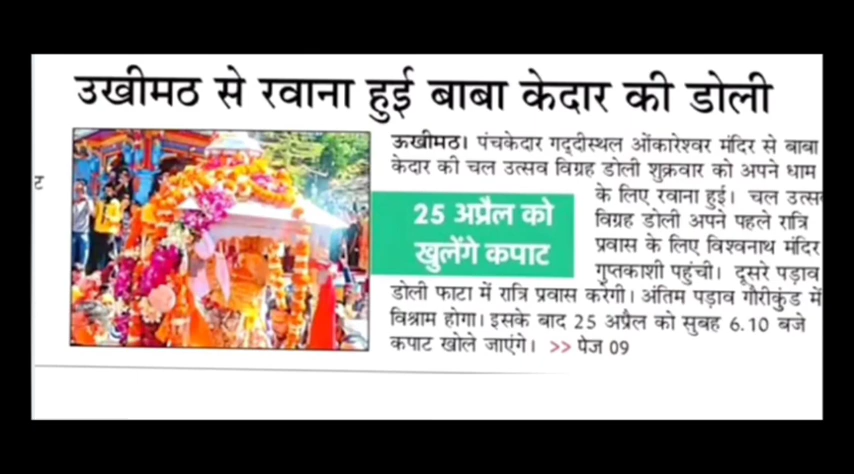 उखीमठ से रवाना हुई बाबा केदार की डोली
ऊखीमठ। पंचकेदार गद्दीस्थल ओंकारेश्वर मंदिर से बाबा
केदार की चल उत्सव विग्रह डोली शुक्रवार को अपने धाम
के लिए रवाना हुई। चल उत्स
विग्रह डोली अपने पहले रात्रि
प्रवास के लिए विश्वनाथ मंदिर
गुप्तकाशी पहुंची। दूसरे पड़ाव
25 अप्रैल को
खुलेंगे कपाट
डोली फाटा में रात्रि प्रवास करेगी। अंतिम पड़ाव गौरीकुंड में
विश्राम होगा। इसके बाद 25 अप्रैल को सुबह 6.10 बजे
कपाट खोले जाएंगे। >> पेज 09
ट